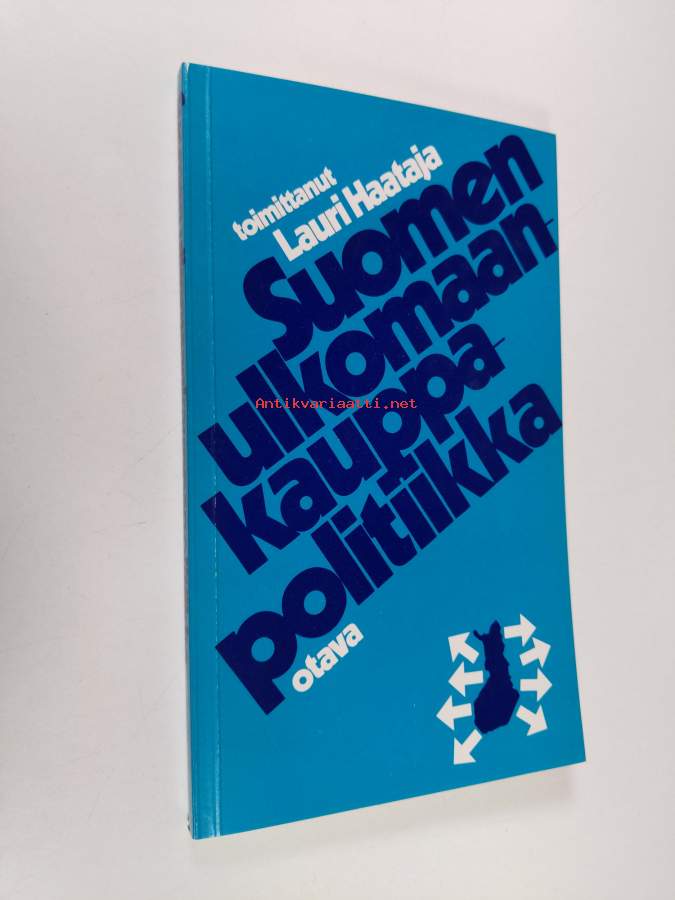 toimittanut
Lauri Haataja
Suomen
ulkomaan-
kauppa-
politiikka
otava
Antikvariaatti.net